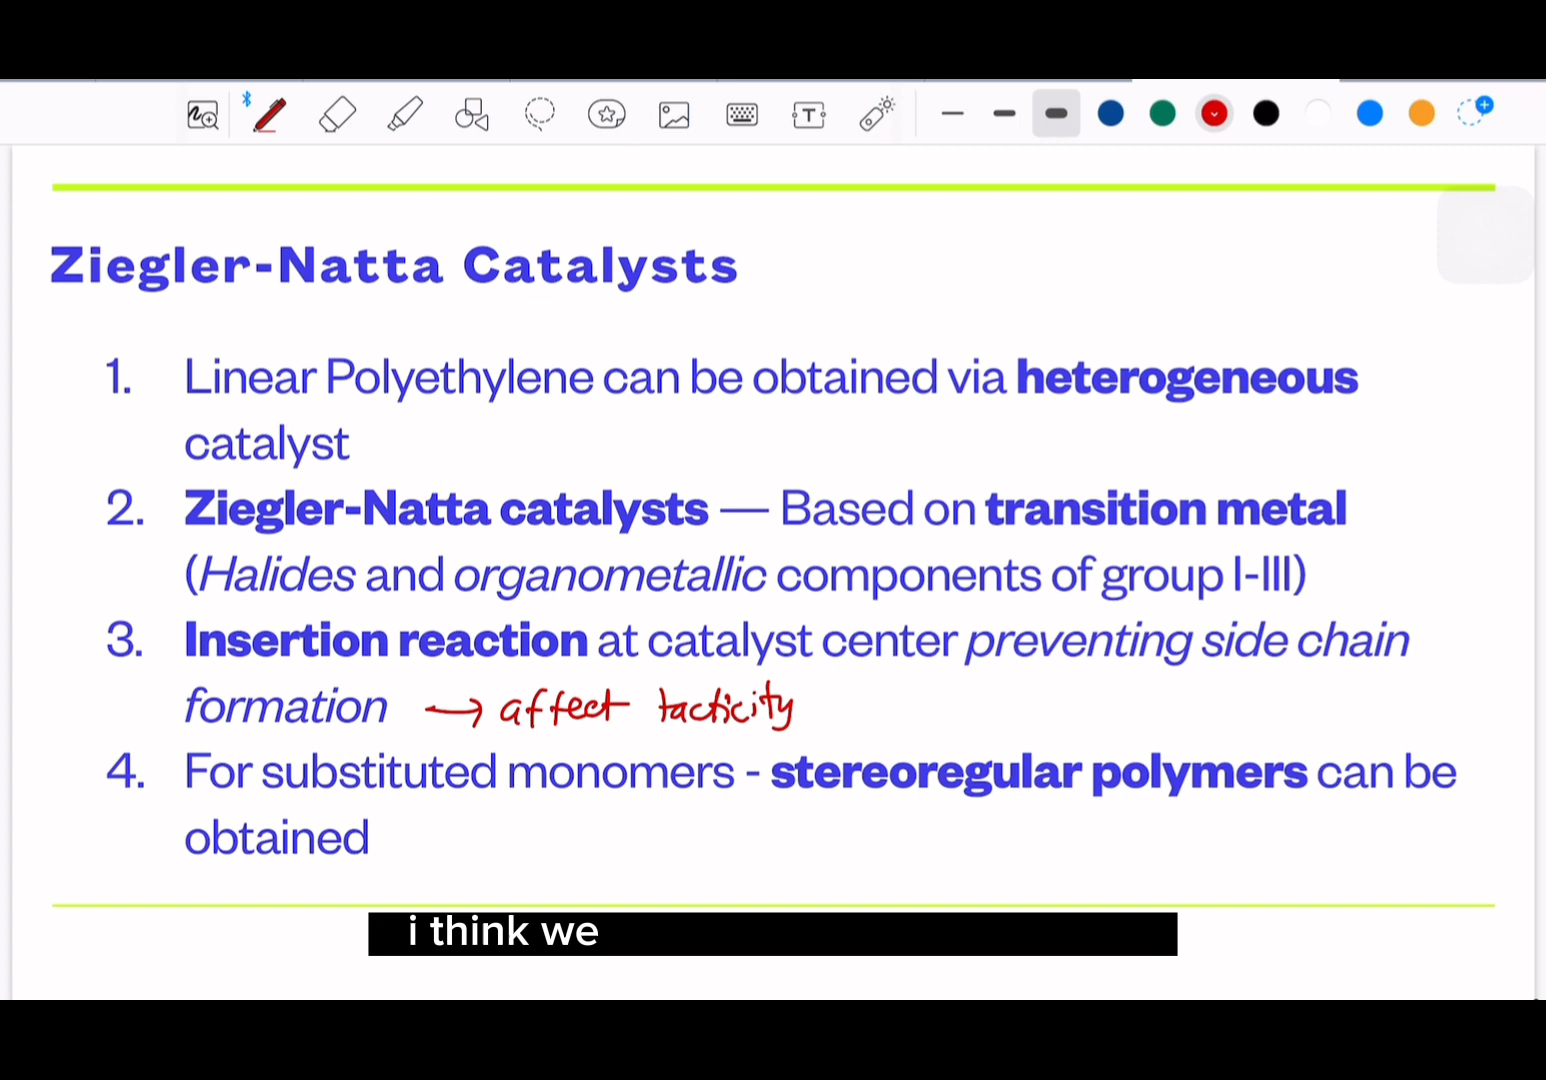 Ziegler-Natta Catalysts
1. Linear Polyethylene can be obtained via heterogeneous
catalyst
2. Ziegler-Natta catalysts — Based on transition metal
(Halides and organometallic components of group I-III)
3. Insertion reaction at catalyst center preventing side chain
formation → affect tacticity
4. For substituted monomers - stereoregular polymers can be
obtained
i think we